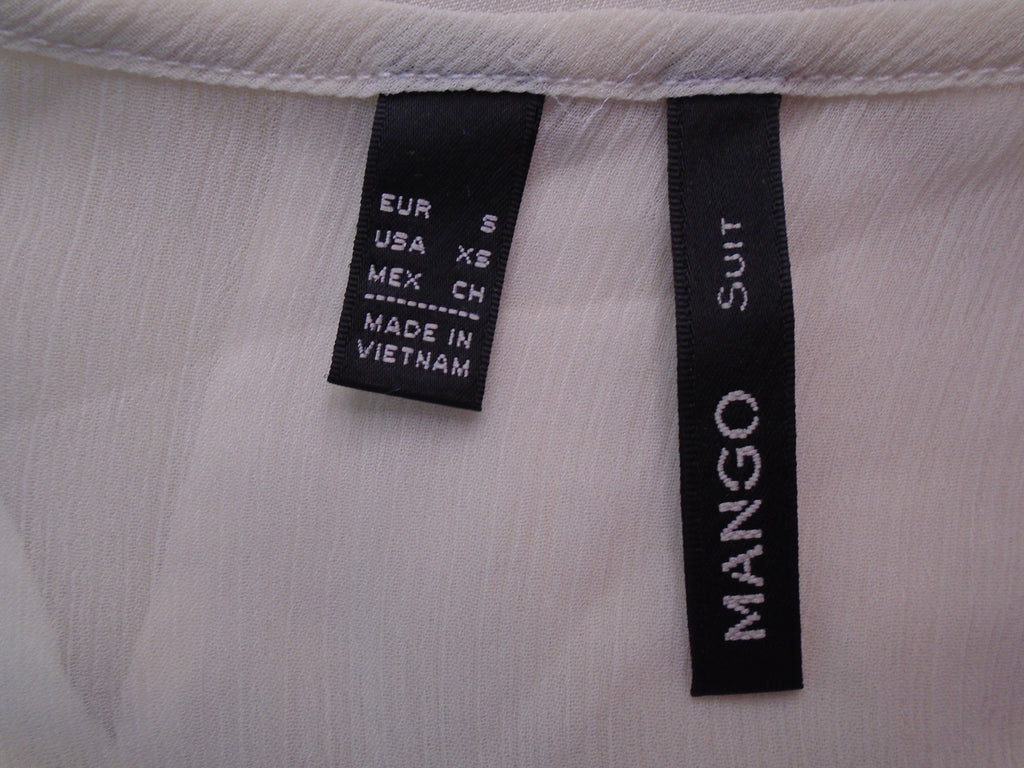 EUR S
USA XS
MEX CH
MADE IN
VIETNAM
MANGO SUIT